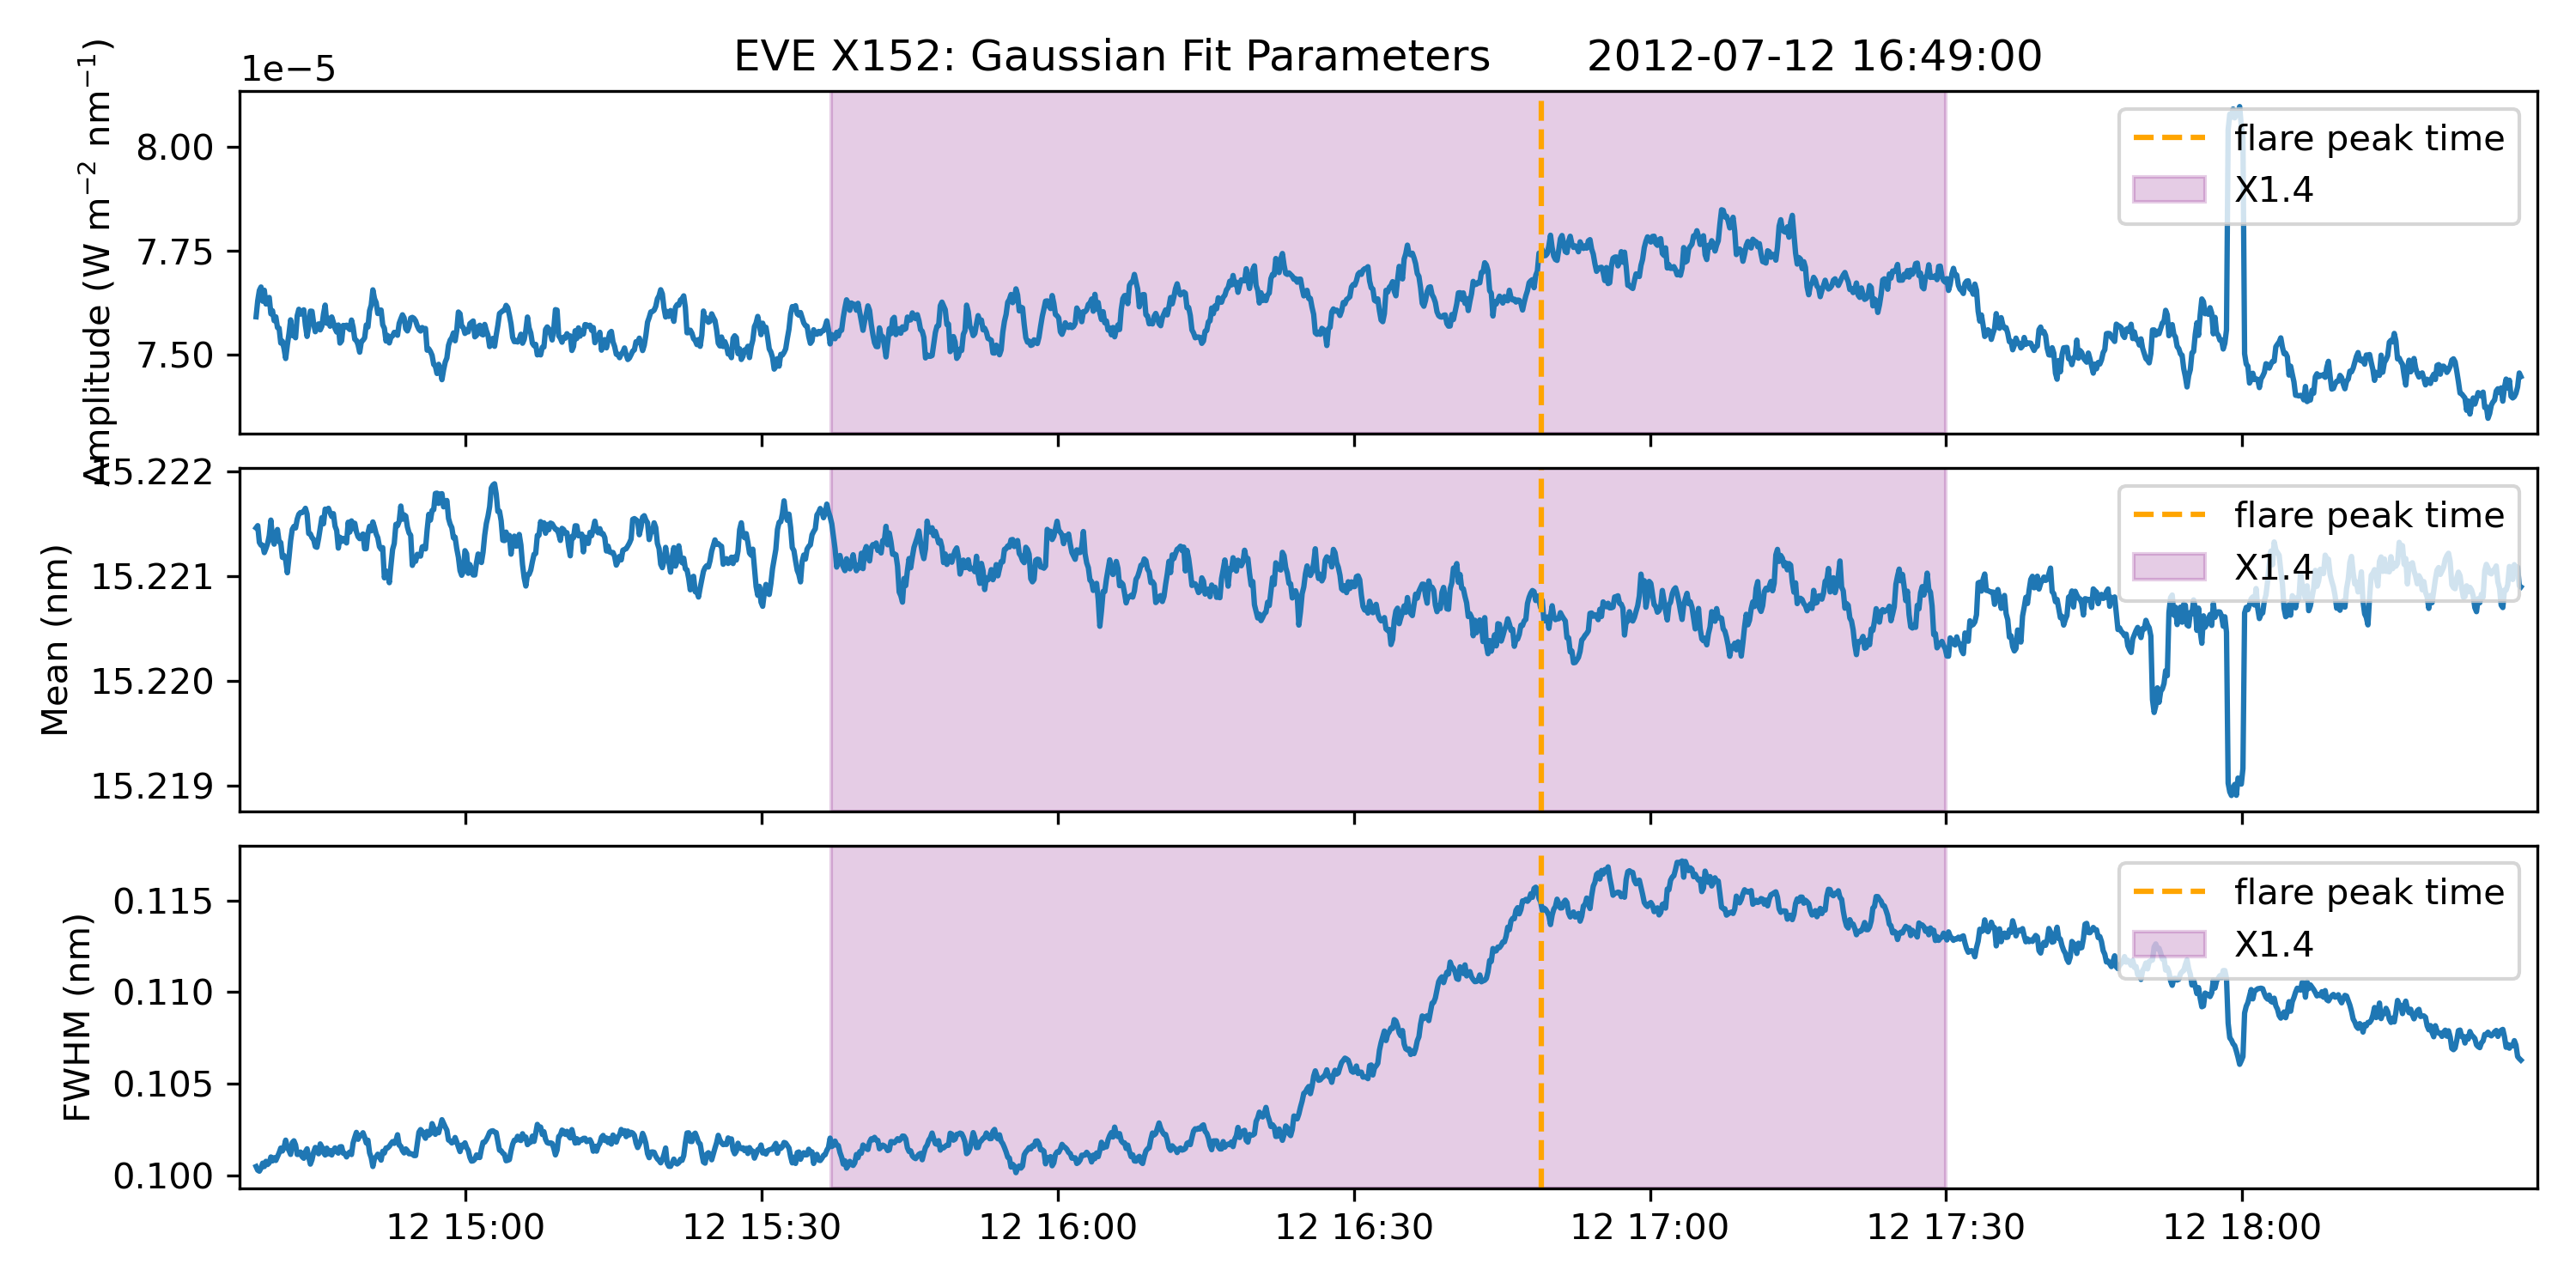 EVE X152: Gaussian Fit Parameters 2012-07-12 16:49:00
1e−5
Amplitude (W m⁻² nm⁻¹)
8.00
7.75
7.50
flare peak time
X1.4
Mean (nm)
15.222
15.221
15.220
15.219
flare peak time
X1.4
FWHM (nm)
0.115
0.110
0.105
0.100
flare peak time
X1.4
12 15:00 12 15:30 12 16:00 12 16:30 12 17:00 12 17:30 12 18:00